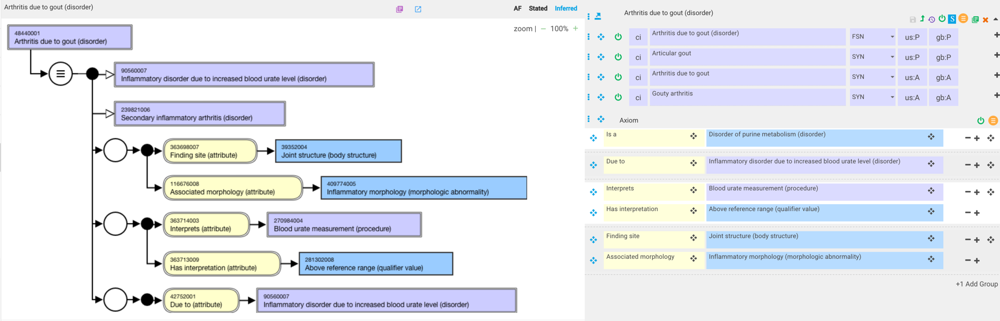 Arthritis due to gout (disorder)
AF Stated Inferred
zoom | − 100% +
48440001
Arthritis due to gout (disorder)
90560007
Inflammatory disorder due to increased blood urate level (disorder)
239821006
Secondary inflammatory arthritis (disorder)
363698007
Finding site (attribute)
39352004
Joint structure (body structure)
116676008
Associated morphology (attribute)
409774005
Inflammatory morphology (morphologic abnormality)
363714003
Interprets (attribute)
270984004
Blood urate measurement (procedure)
363713009
Has interpretation (attribute)
281302008
Above reference range (qualifier value)
42752001
Due to (attribute)
90560007
Inflammatory disorder due to increased blood urate level (disorder)
Arthritis due to gout (disorder)
S
ci Arthritis due to gout (disorder) FSN us:P gb:P
ci Articular gout SYN us:P gb:P
ci Arthritis due to gout SYN us:A gb:A
ci Gouty arthritis SYN us:A gb:A
Axiom
Is a Disorder of purine metabolism (disorder)
Due to Inflammatory disorder due to increased blood urate level (disorder)
Interprets Blood urate measurement (procedure)
Has interpretation Above reference range (qualifier value)
Finding site Joint structure (body structure)
Associated morphology Inflammatory morphology (morphologic abnormality)
+1 Add Group